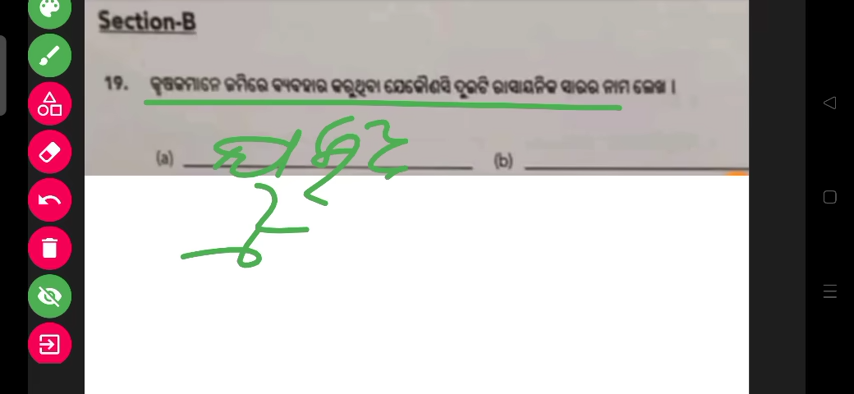 Section-B
19. କୃଷକମାନେ ଜମିରେ ବ୍ୟବହାର କରୁଥିବା ଯେକୌଣସି ଦୁଇଟି ରାସାୟନିକ ସାରର ନାମ ଲେଖ ।
(a) (b)